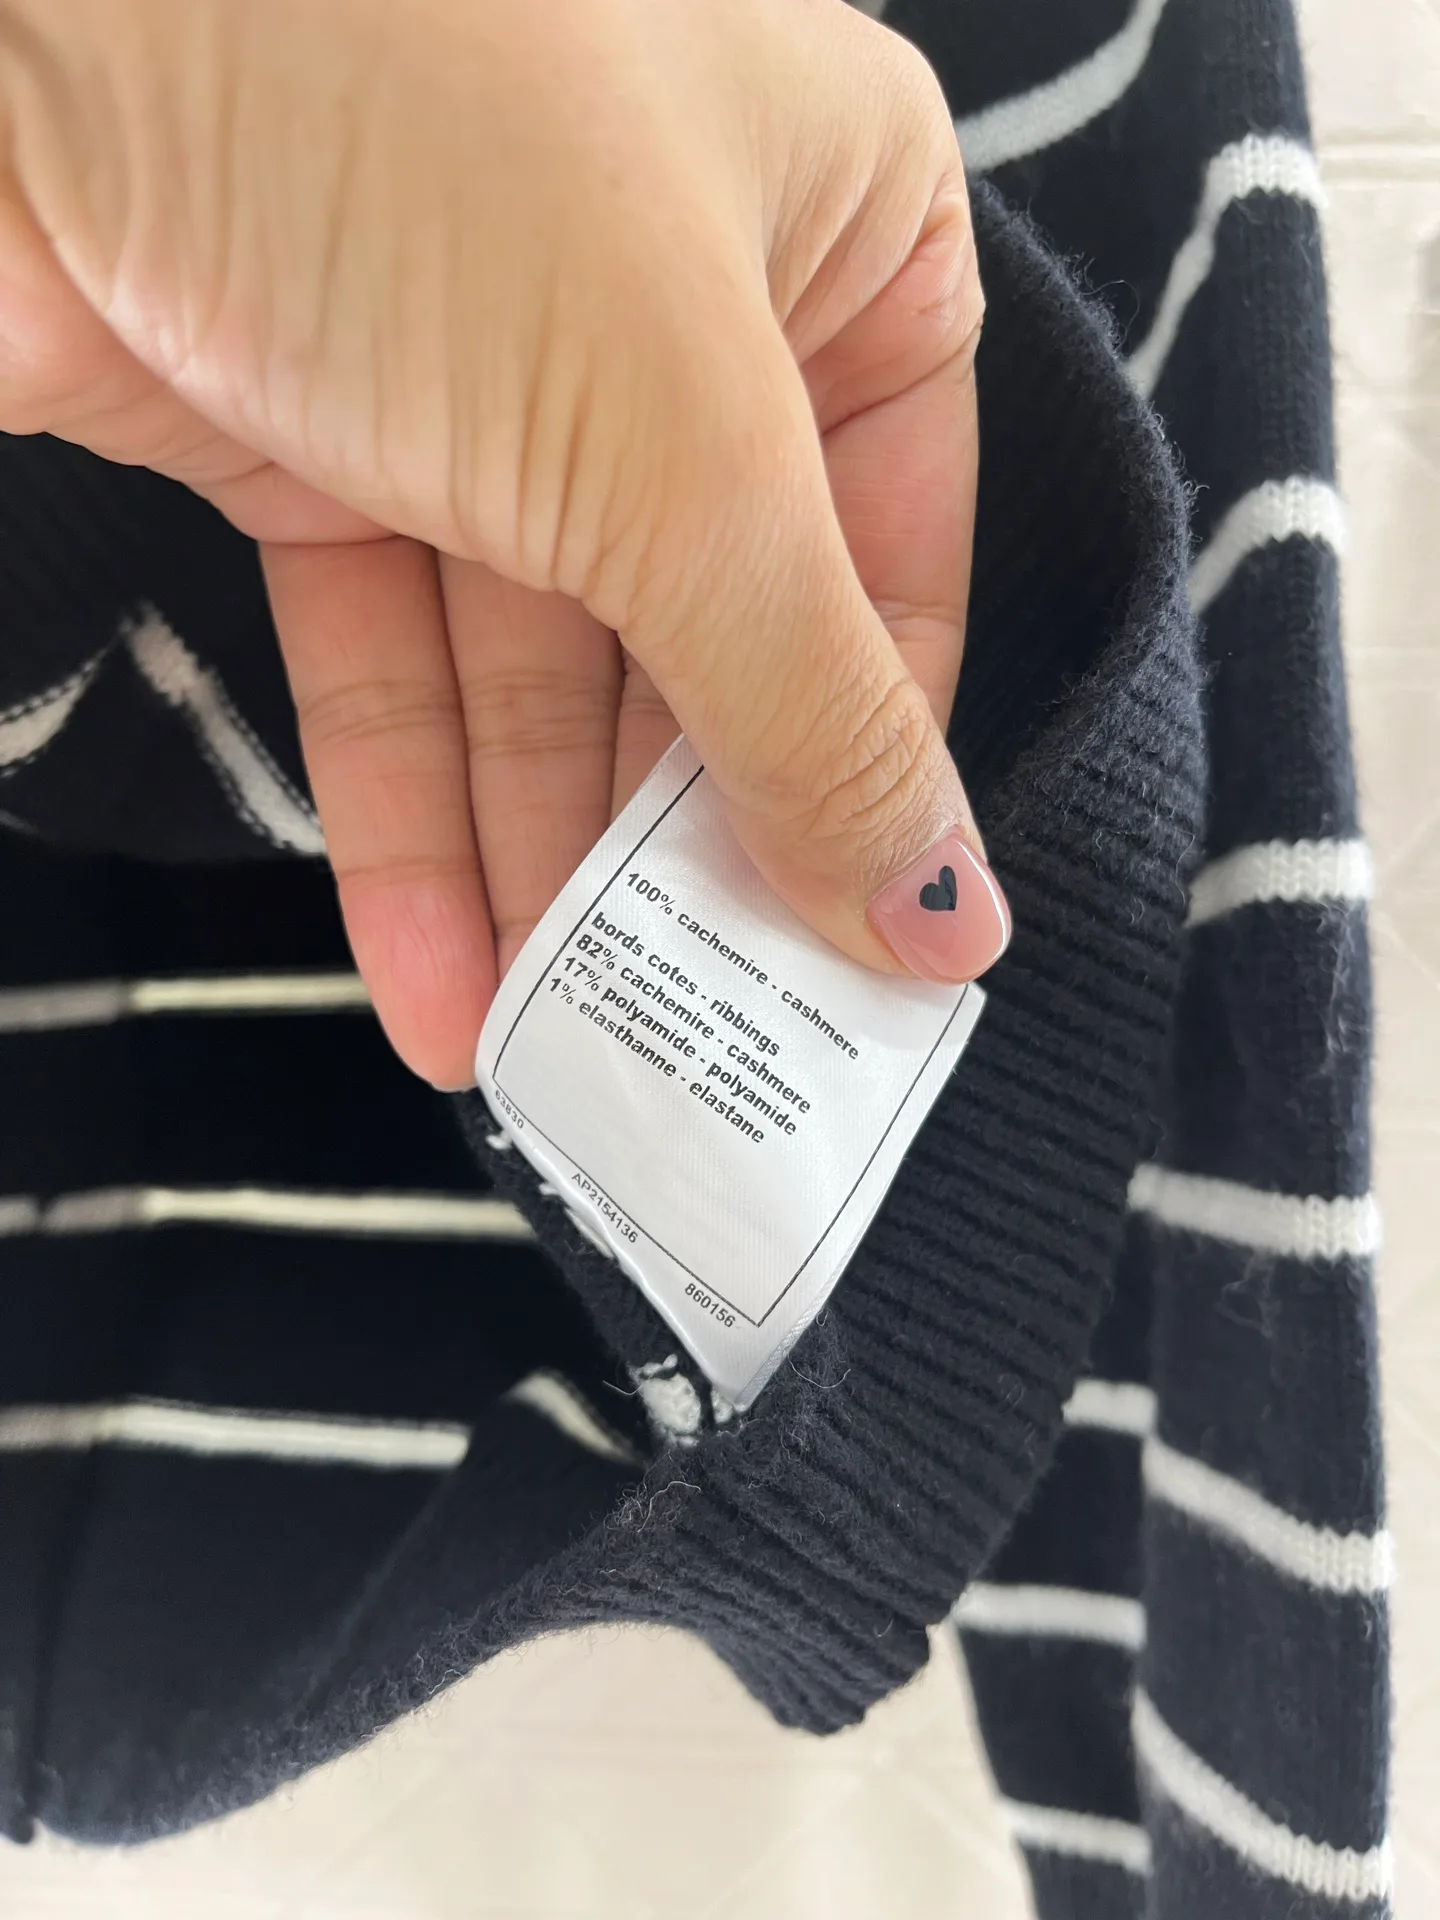 100% cachemire - cashmere
bords cotes - ribbings
82% cachemire - cashmere
17% polyamide - polyamide
1% elasthanne - elastane
63830
AP2154136
860156